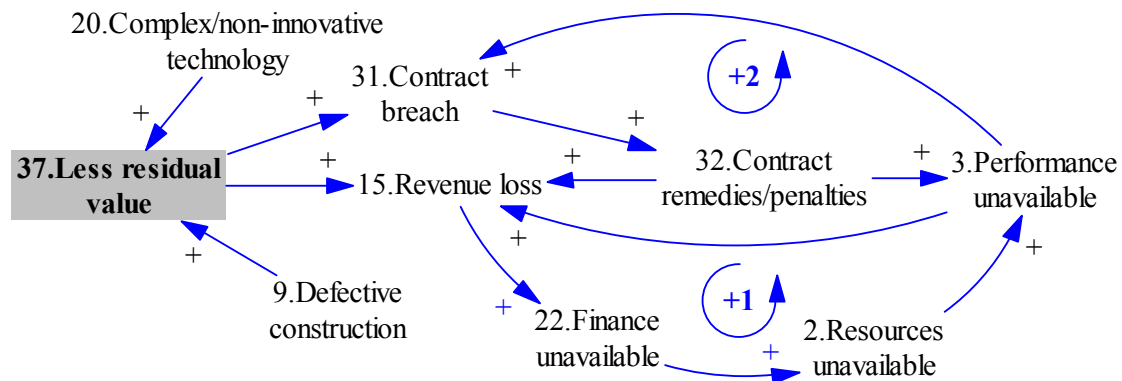 20.Complex/non-innovative
technology
31.Contract
breach
+
+2
+
+
+
37.Less residual
value
+
15.Revenue loss
+
32.Contract
remedies/penalties
+
3.Performance
unavailable
+
+
+
9.Defective
construction
+
22.Finance
unavailable
+1
+
2.Resources
unavailable